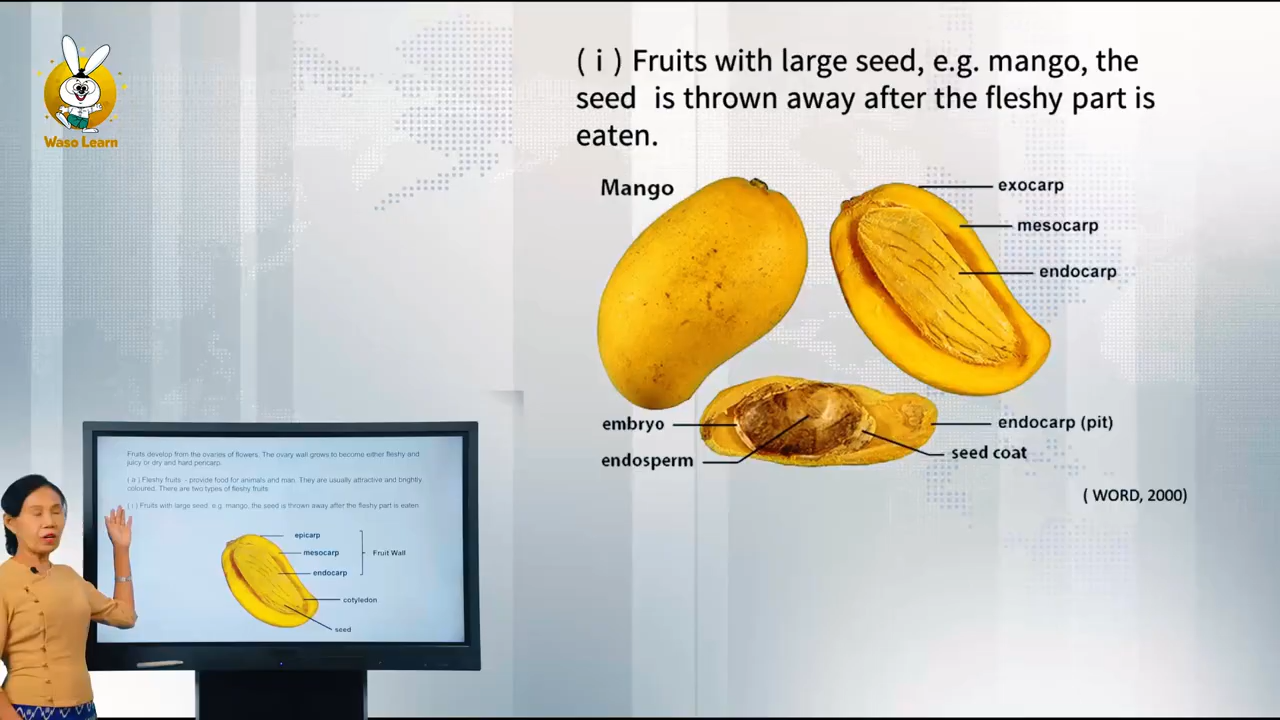 Waso Learn
( i ) Fruits with large seed, e.g. mango, the
seed is thrown away after the fleshy part is
eaten.
Mango
exocarp
mesocarp
endocarp
embryo
endosperm
endocarp (pit)
seed coat
( WORD, 2000)
Fruits develop from the ovaries of flowers. The ovary wall grows to become either fleshy and
juicy or dry and hard pericarp.
Fleshy fruits - provide food for animals and man. They are usually attractive and brightly
coloured. There are two types of fleshy fruits.
( i ) Fruits with large seed. e.g. mango, the seed is thrown away after the fleshy part is eaten.
epicarp
mesocarp
Fruit Wall
endocarp
cotyledon
seed